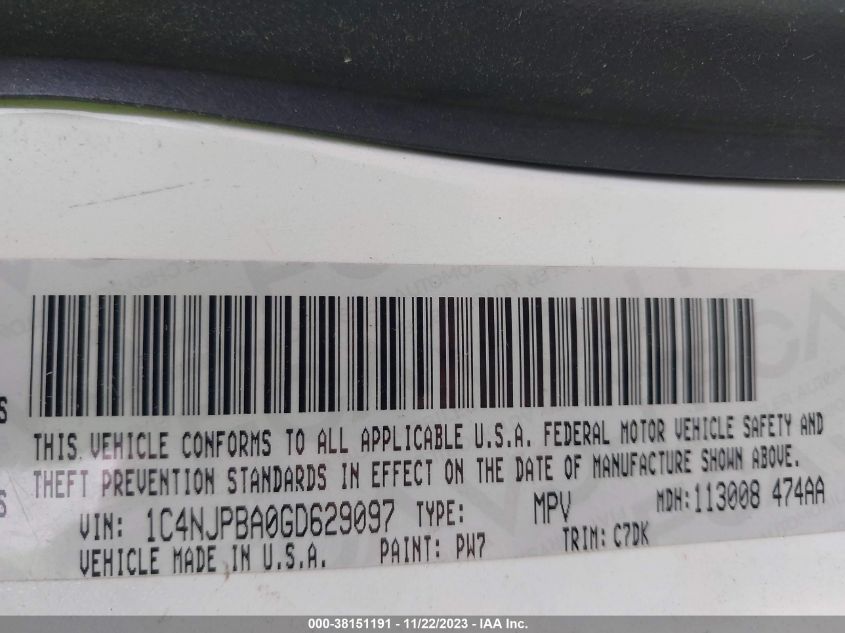 THIS VEHICLE CONFORMS TO ALL APPLICABLE U.S.A. FEDERAL MOTOR VEHICLE SAFETY AND
THEFT PREVENTION STANDARDS IN EFFECT ON THE DATE OF MANUFACTURE SHOWN ABOVE.
VIN: 1C4NJPBA0GD629097 TYPE: MPV MDH:113008 474AA
VEHICLE MADE IN U.S.A. PAINT: PW7 TRIM: C7DK
000-38151191 - 11/22/2023 - IAA Inc.